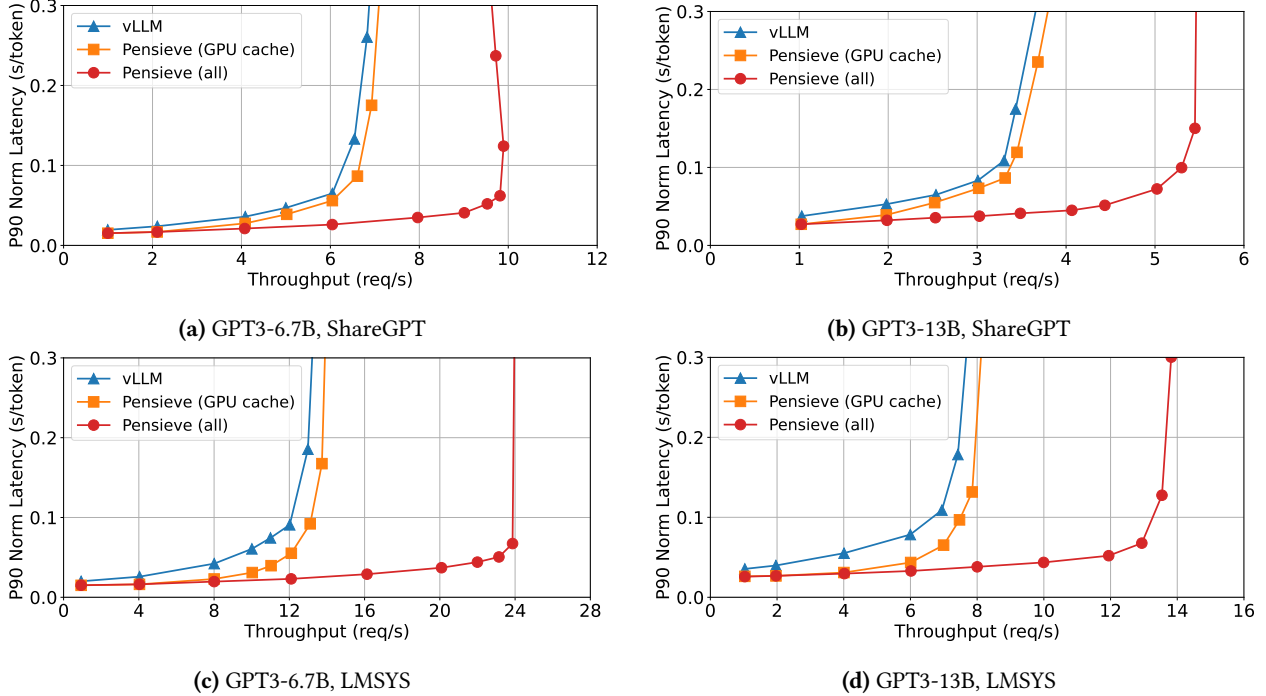 0.3
0.2
0.1
0.0
P90 Norm Latency (s/token)
vLLM
Pensieve (GPU cache)
Pensieve (all)
0 2 4 6 8 10 12
Throughput (req/s)
(a) GPT3-6.7B, ShareGPT
0.3
0.2
0.1
0.0
P90 Norm Latency (s/token)
vLLM
Pensieve (GPU cache)
Pensieve (all)
0 1 2 3 4 5 6
Throughput (req/s)
(b) GPT3-13B, ShareGPT
0.3
0.2
0.1
0.0
P90 Norm Latency (s/token)
vLLM
Pensieve (GPU cache)
Pensieve (all)
0 4 8 12 16 20 24 28
Throughput (req/s)
(c) GPT3-6.7B, LMSYS
0.3
0.2
0.1
0.0
P90 Norm Latency (s/token)
vLLM
Pensieve (GPU cache)
Pensieve (all)
0 2 4 6 8 10 12 14 16
Throughput (req/s)
(d) GPT3-13B, LMSYS